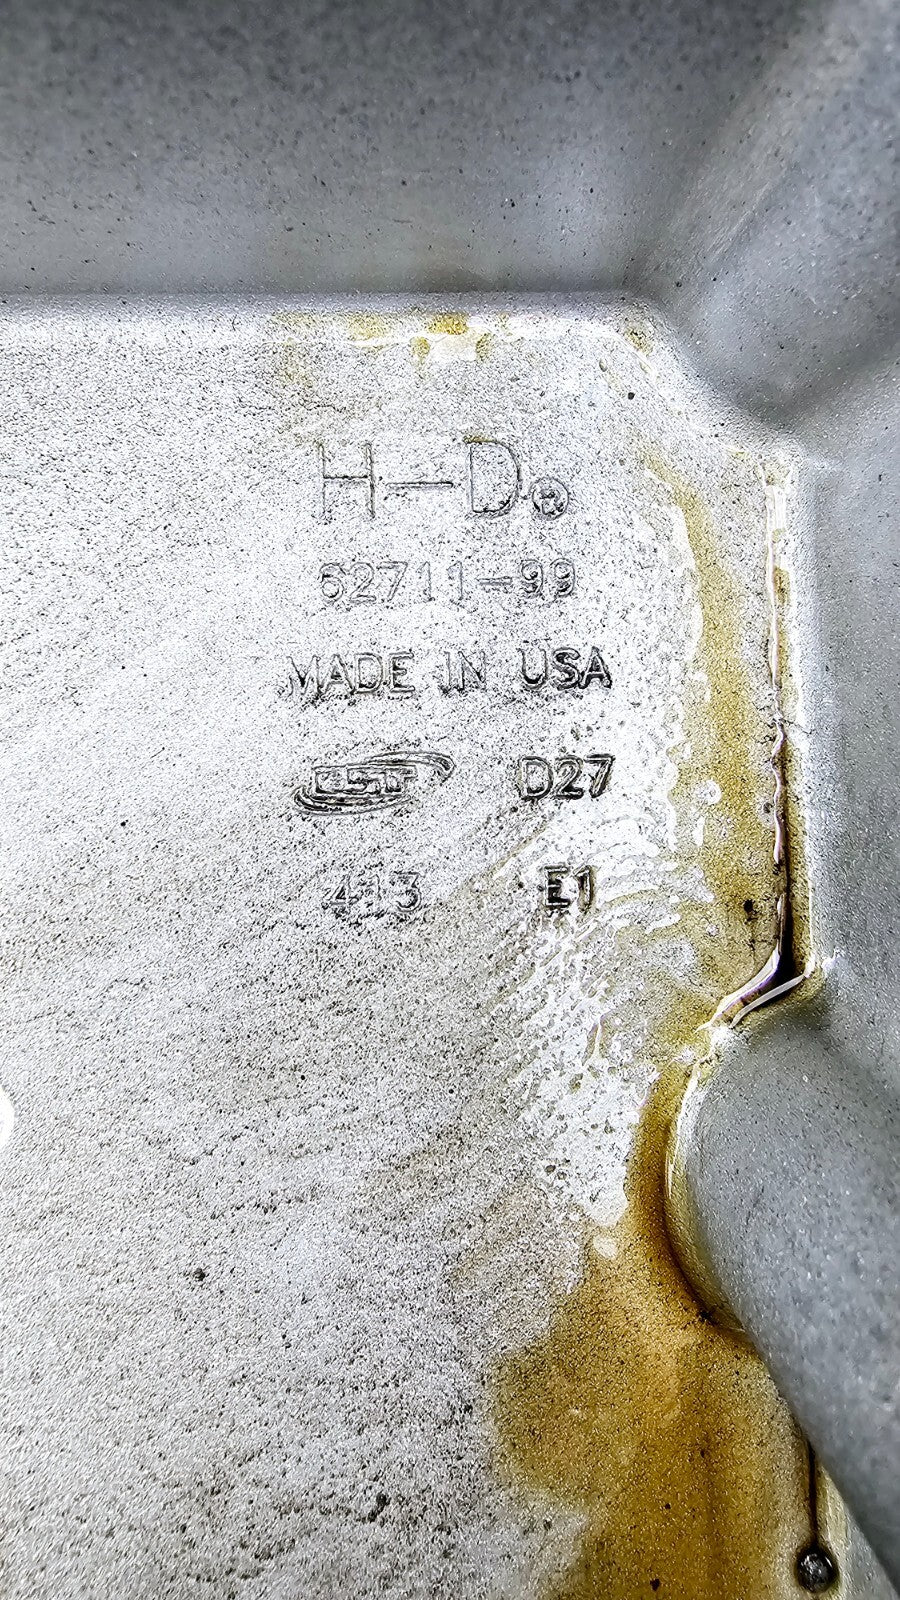 H-D®
62711-99
MADE IN USA
D27
413 E1